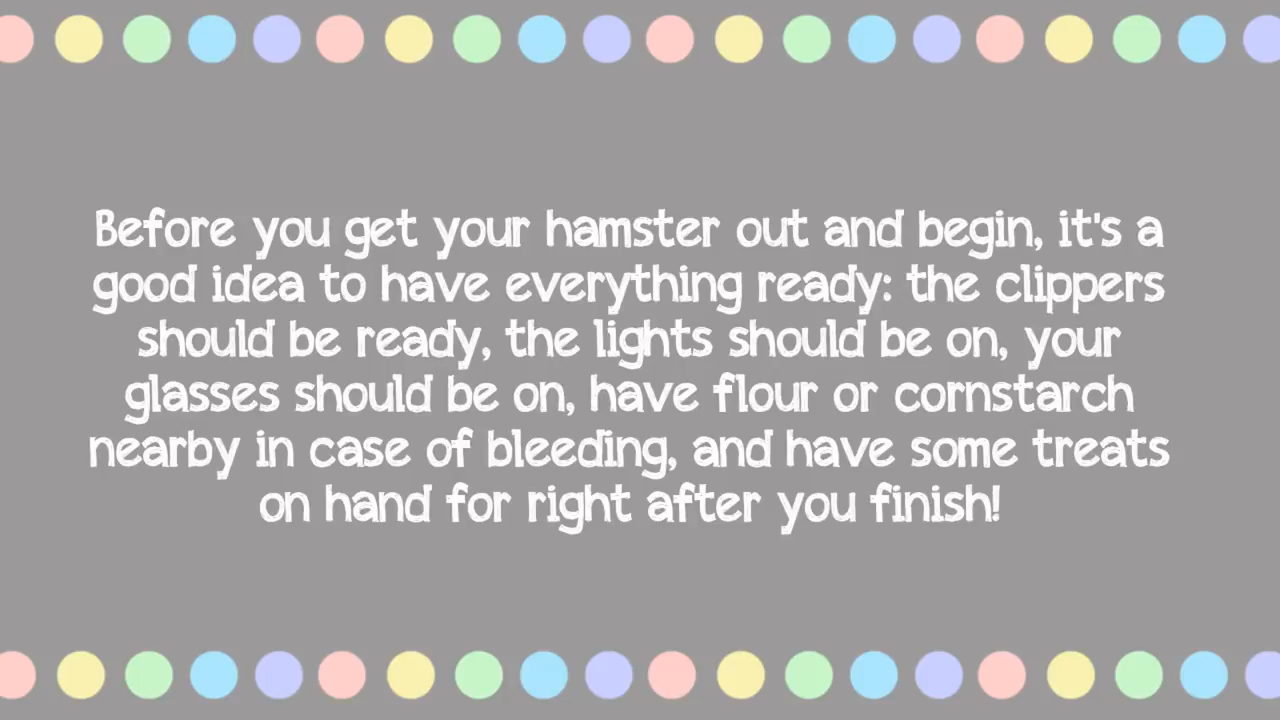 Before you get your hamster out and begin, it's a
good idea to have everything ready: the clippers
should be ready, the lights should be on, your
glasses should be on, have flour or cornstarch
nearby in case of bleeding, and have some treats
on hand for right after you finish!